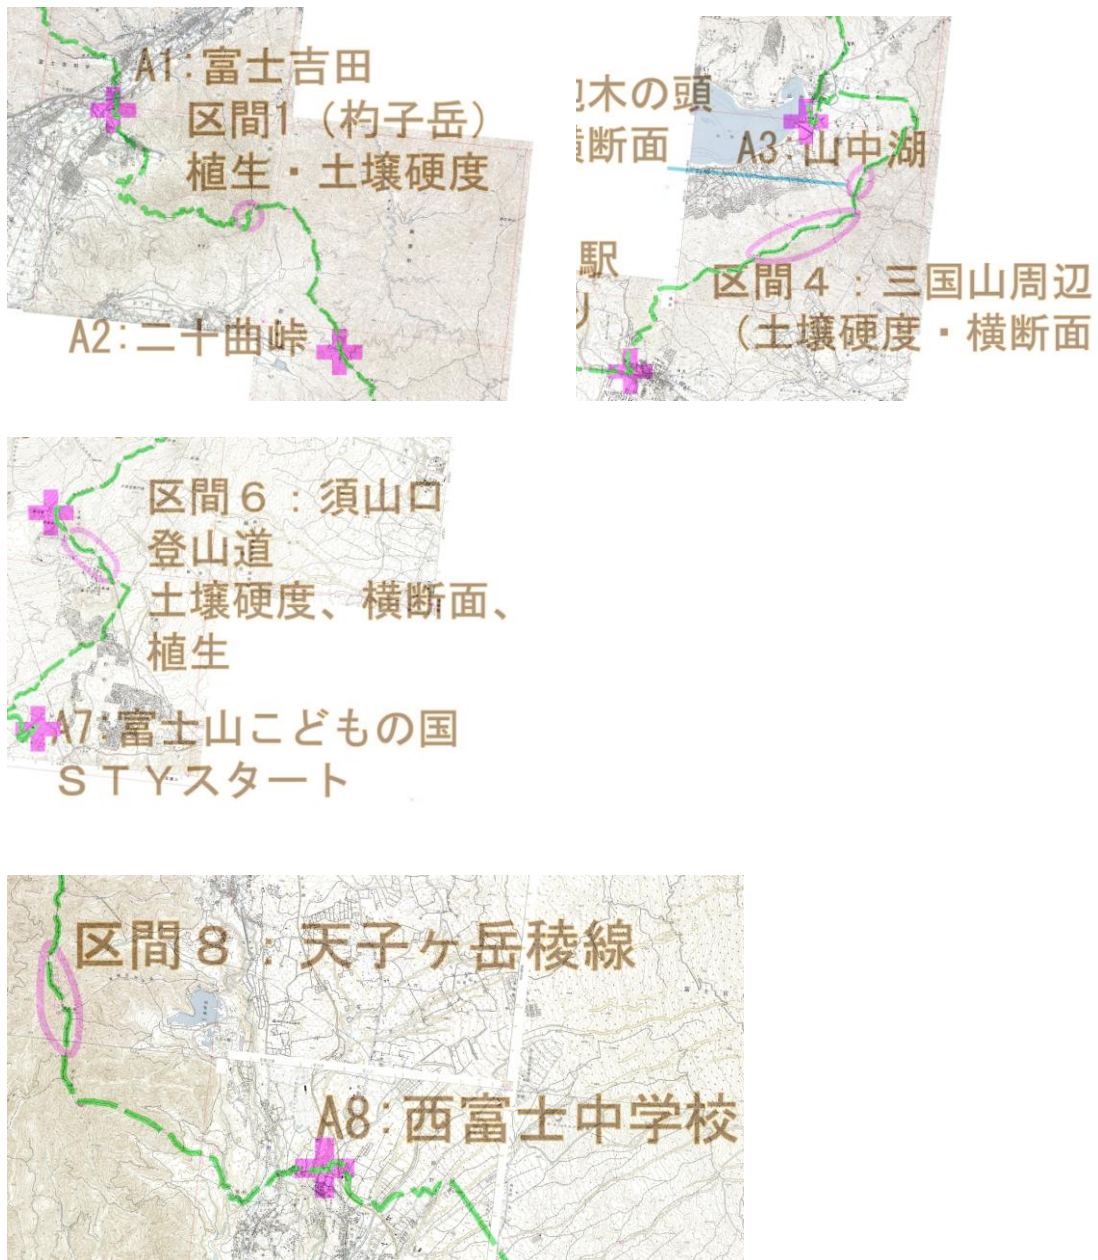 A1:富士吉田
区間1（杓子岳）
植生・土壌硬度
A2:二十曲峠
木の頭
断面
A3:山中湖
駅
区間４：三国山周辺
（土壌硬度・横断面
区間６：須山口
登山道
土壌硬度、横断面、
植生
A7:富士山こどもの国
ＳＴＹスタート
区間８：天子ヶ岳稜線
A8:西富士中学校